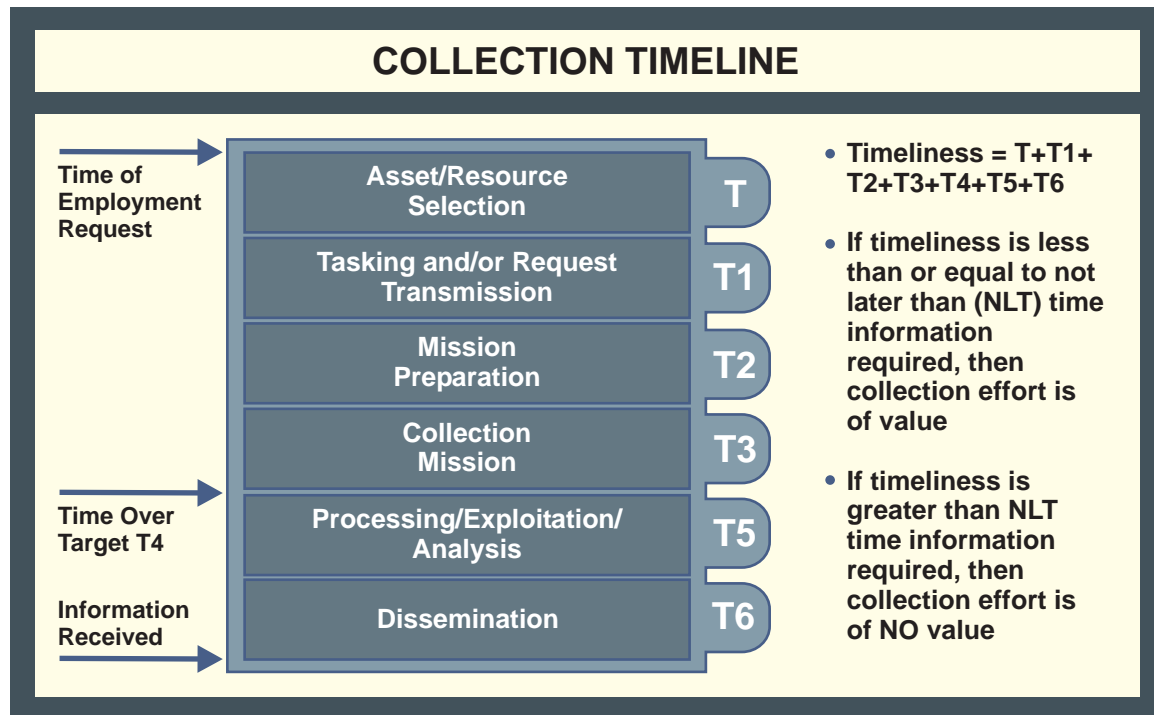 COLLECTION TIMELINE
Time of
Employment
Request
Time Over
Target T4
Information
Received
Asset/Resource
Selection
T
Tasking and/or Request
Transmission
T1
Mission
Preparation
T2
Collection
Mission
T3
Processing/Exploitation/
Analysis
T5
Dissemination
T6
• Timeliness = T+T1+
T2+T3+T4+T5+T6
• If timeliness is less
than or equal to not
later than (NLT) time
information
required, then
collection effort is
of value
• If timeliness is
greater than NLT
time information
required, then
collection effort is
of NO value